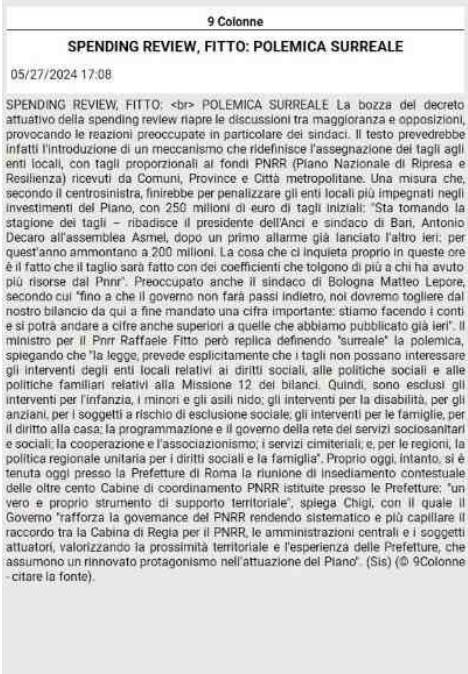 9 Colonne
SPENDING REVIEW, FITTO: POLEMICA SURREALE
05/27/2024 17:08
SPENDING REVIEW, FITTO: <br> POLEMICA SURREALE La bozza del decreto
attuativo della spending review riapre le discussioni tra maggioranza e opposizioni,
provocando le reazioni preoccupate in particolare dei sindaci. Il testo prevedrebbe
infatti l'introduzione di un meccanismo che ridefinisce l'assegnazione dei tagli agli
enti locali, con tagli proporzionali ai fondi PNRR (Piano Nazionale di Ripresa e
Resilienza) ricevuti da Comuni, Province e Città metropolitane. Una misura che,
secondo il centrosinistra, finirebbe per penalizzare gli enti locali più impegnati negli
investimenti del Piano, con 250 milioni di euro di tagli iniziali: "Sta tornando la
stagione dei tagli – ribadisce il presidente dell'Anci e sindaco di Bari, Antonio
Decaro all'assemblea Asmel, dopo un primo allarme già lanciato l'altro ieri: per
quest'anno ammontano a 200 milioni. La cosa che ci inquieta proprio in queste ore
è il fatto che il taglio sarà fatto con dei coefficienti che tolgono di più a chi ha avuto
più risorse dal Pnrr". Preoccupato anche il sindaco di Bologna Matteo Lepore,
secondo cui "fino a che il governo non farà passi indietro, noi dovremo togliere dal
nostro bilancio da qui a fine mandato una cifra importante: stiamo facendo i conti
e si potrà andare a cifre anche superiori a quelle che abbiamo pubblicato già ieri". Il
ministro per il Pnrr Raffaele Fitto però replica definendo "surreale" la polemica,
spiegando che "la legge, prevede esplicitamente che i tagli non possano interessare
gli interventi degli enti locali relativi ai diritti sociali, alle politiche sociali e alle
politiche familiari relativi alla Missione 12 dei bilanci. Quindi, sono esclusi gli
interventi per l'infanzia, i minori e gli asili nido; gli interventi per la disabilità, per gli
anziani, per i soggetti a rischio di esclusione sociale; gli interventi per le famiglie, per
il diritto alla casa; la programmazione e il governo della rete dei servizi sociosanitari
e sociali; la cooperazione e l'associazionismo; i servizi cimiteriali; e, per le regioni, la
politica regionale unitaria per i diritti sociali e la famiglia". Proprio oggi, intanto, si è
tenuta oggi presso la Prefettura di Roma la riunione di insediamento contestuale
delle oltre cento Cabine di coordinamento PNRR istituite presso le Prefetture: "un
vero e proprio strumento di supporto territoriale", spiega Chigi, con il quale il
Governo "rafforza la governance del PNRR rendendo sistematico e più capillare il
raccordo tra la Cabina di Regia per il PNRR, le amministrazioni centrali e i soggetti
attuatori, valorizzando la prossimità territoriale e l'esperienza delle Prefetture, che
assumono un rinnovato protagonismo nell'attuazione del Piano". (Sis) (© 9Colonne
- citare la fonte).